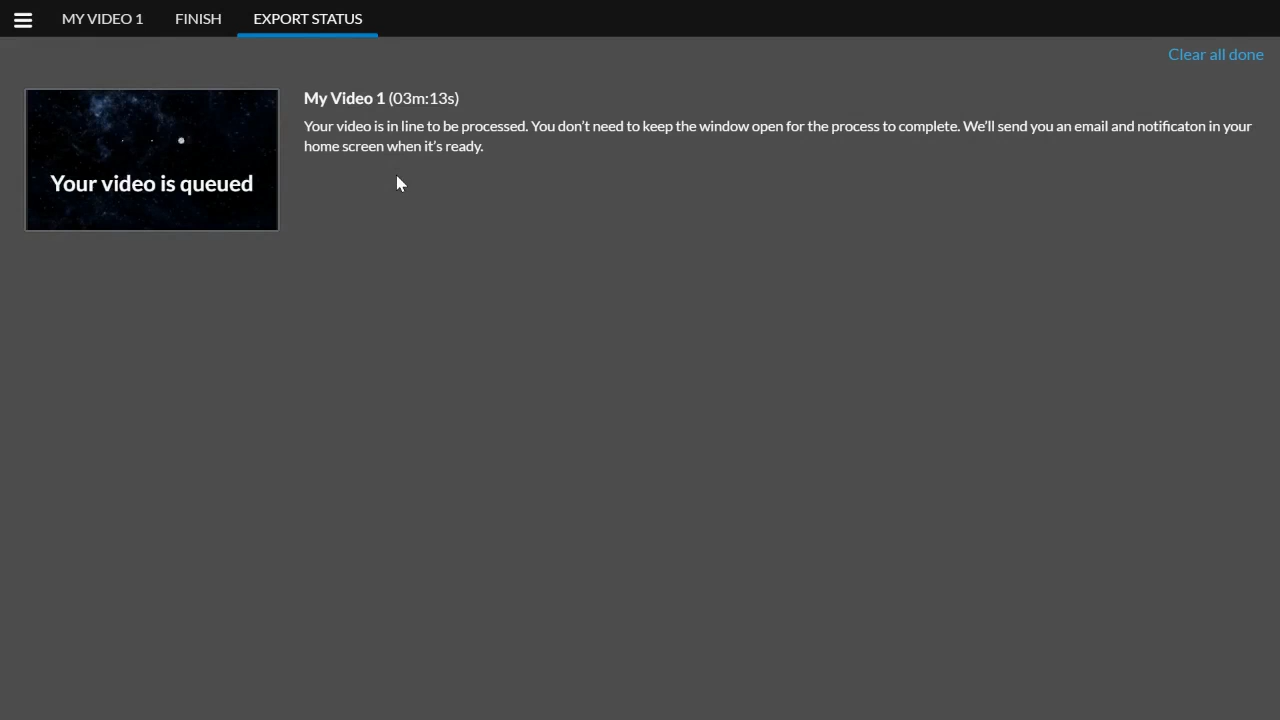 MY VIDEO 1 FINISH EXPORT STATUS
Clear all done
My Video 1 (03m:13s)
Your video is in line to be processed. You don’t need to keep the window open for the process to complete. We’ll send you an email and notificaton in your
home screen when it’s ready.
Your video is queued